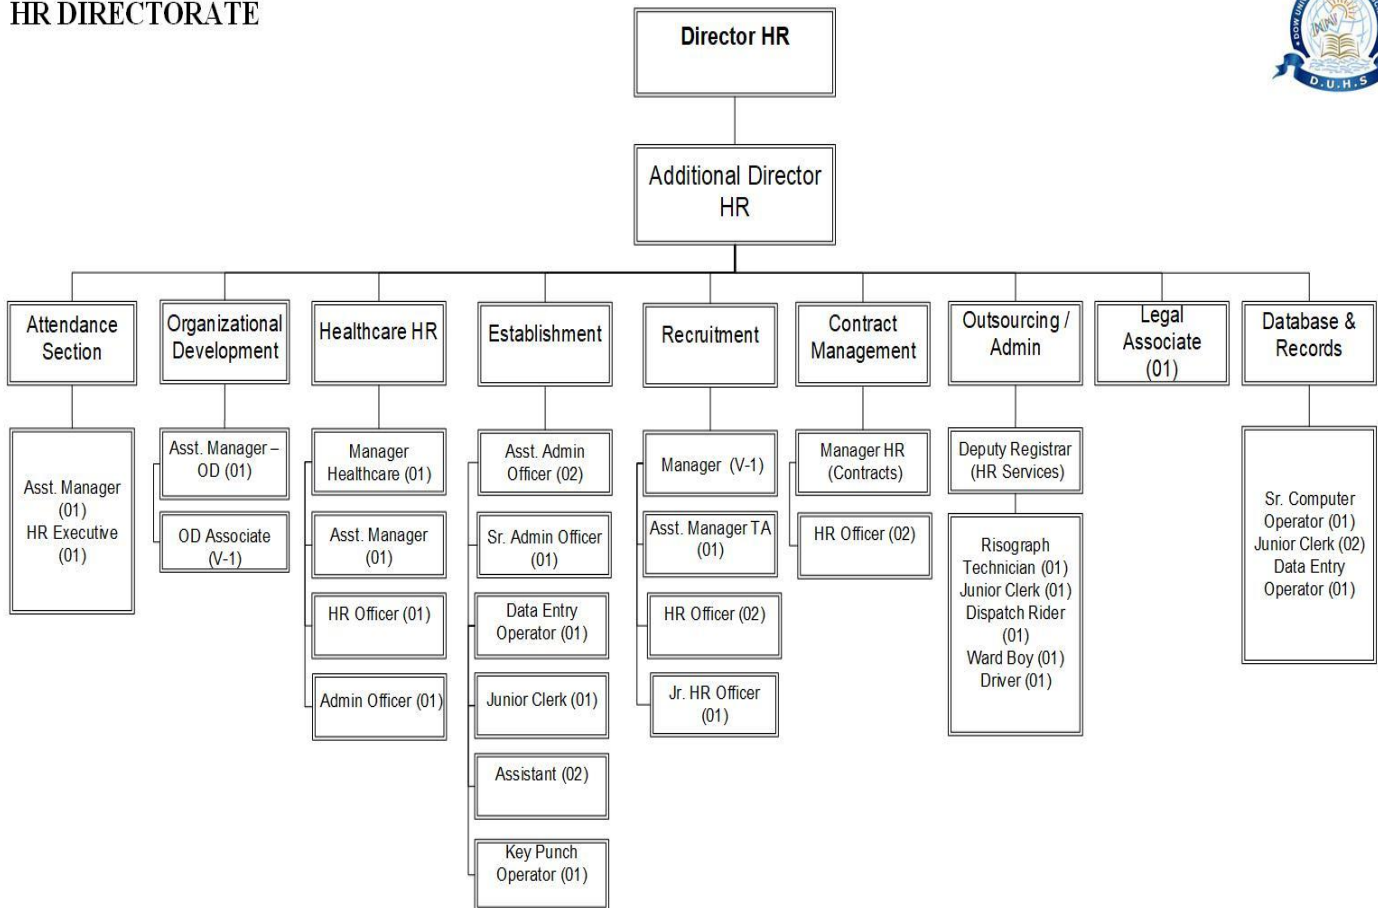 HR DIRECTORATE
D.U.H.S
Director HR
Additional Director
HR
Attendance
Section
Organizational
Development
Healthcare HR
Establishment
Recruitment
Contract
Management
Outsourcing /
Admin
Legal
Associate
(01)
Database &
Records
Asst. Manager
(01)
HR Executive
(01)
Asst. Manager –
OD (01)
OD Associate
(V-1)
Manager
Healthcare (01)
Asst. Manager
(01)
HR Officer (01)
Admin Officer (01)
Asst. Admin
Officer (02)
Sr. Admin Officer
(01)
Data Entry
Operator (01)
Junior Clerk (01)
Assistant (02)
Key Punch
Operator (01)
Manager (V-1)
Asst. Manager TA
(01)
HR Officer (02)
Jr. HR Officer
(01)
Manager HR
(Contracts)
HR Officer (02)
Deputy Registrar
(HR Services)
Risograph
Technician (01)
Junior Clerk (01)
Dispatch Rider
(01)
Ward Boy (01)
Driver (01)
Sr. Computer
Operator (01)
Junior Clerk (02)
Data Entry
Operator (01)